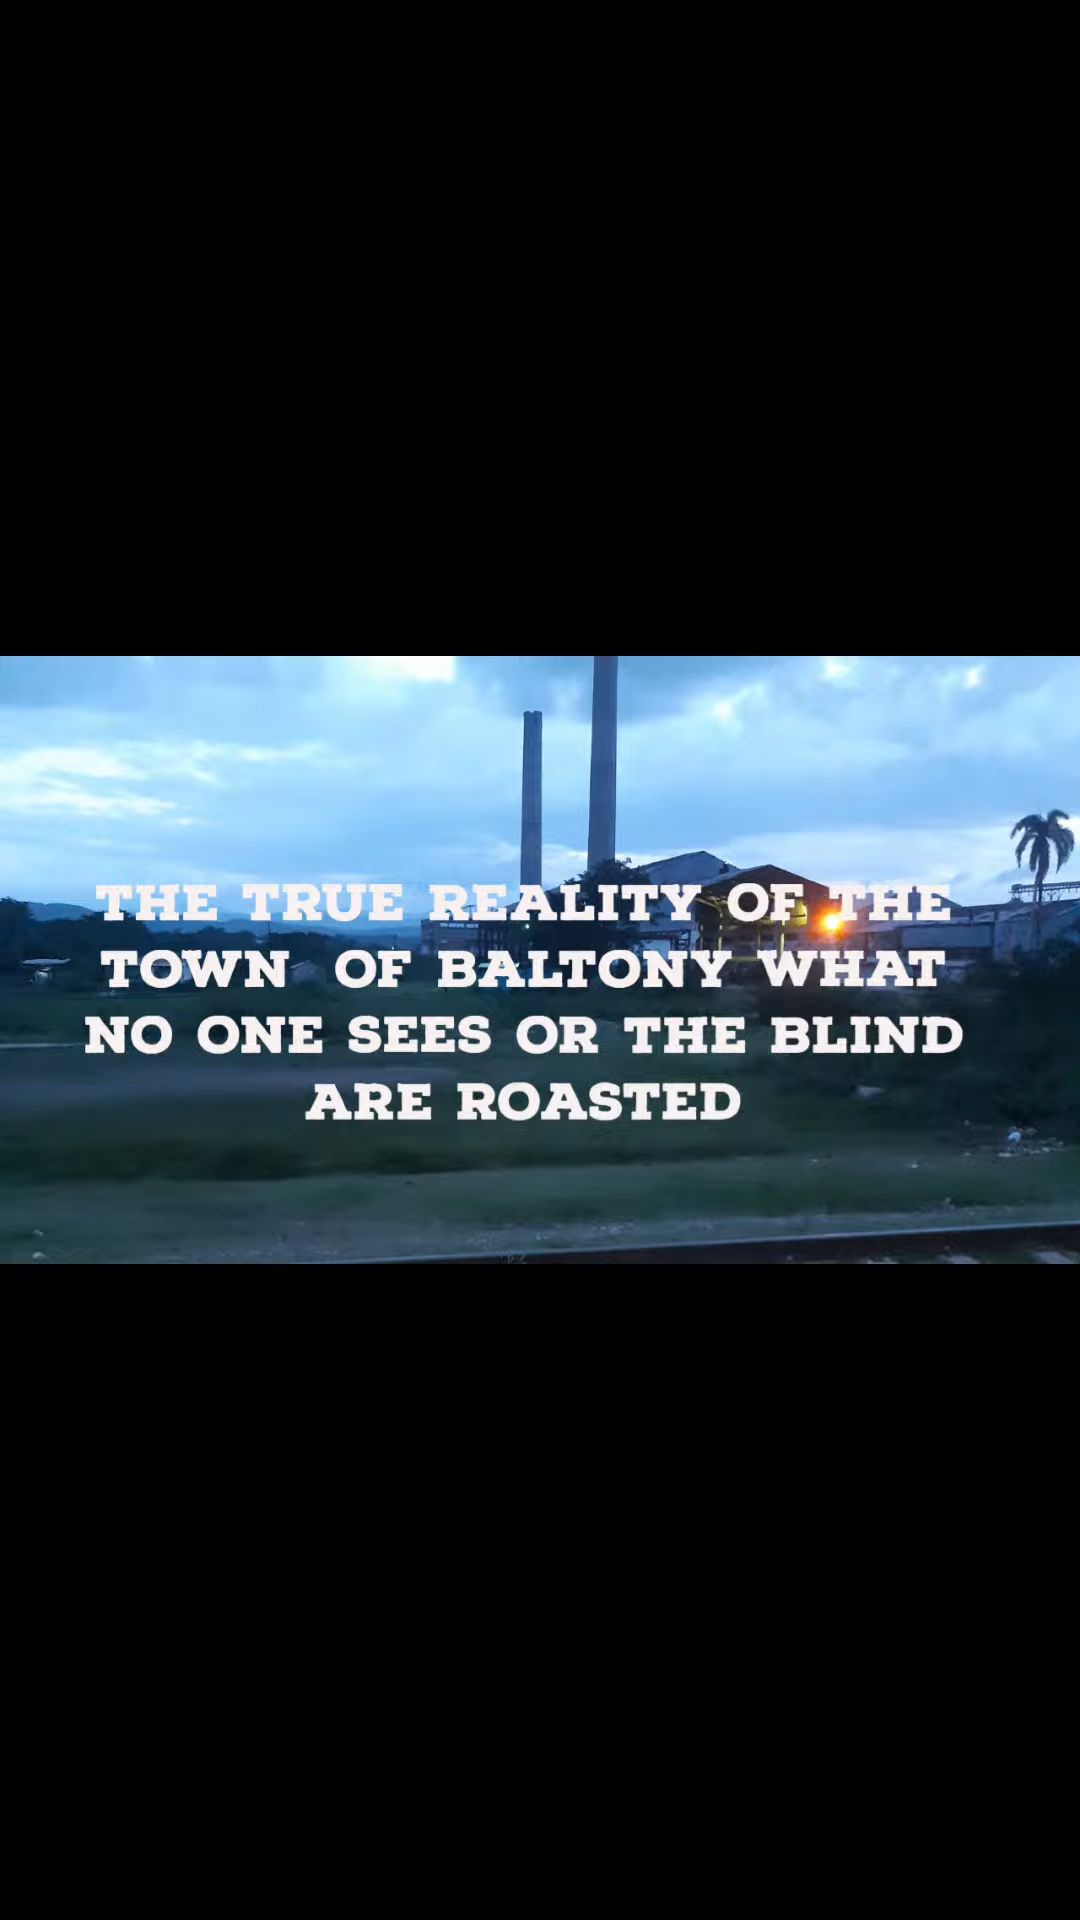 THE TRUE REALITY OF THE
TOWN OF BALTONY WHAT
NO ONE SEES OR THE BLIND
ARE ROASTED